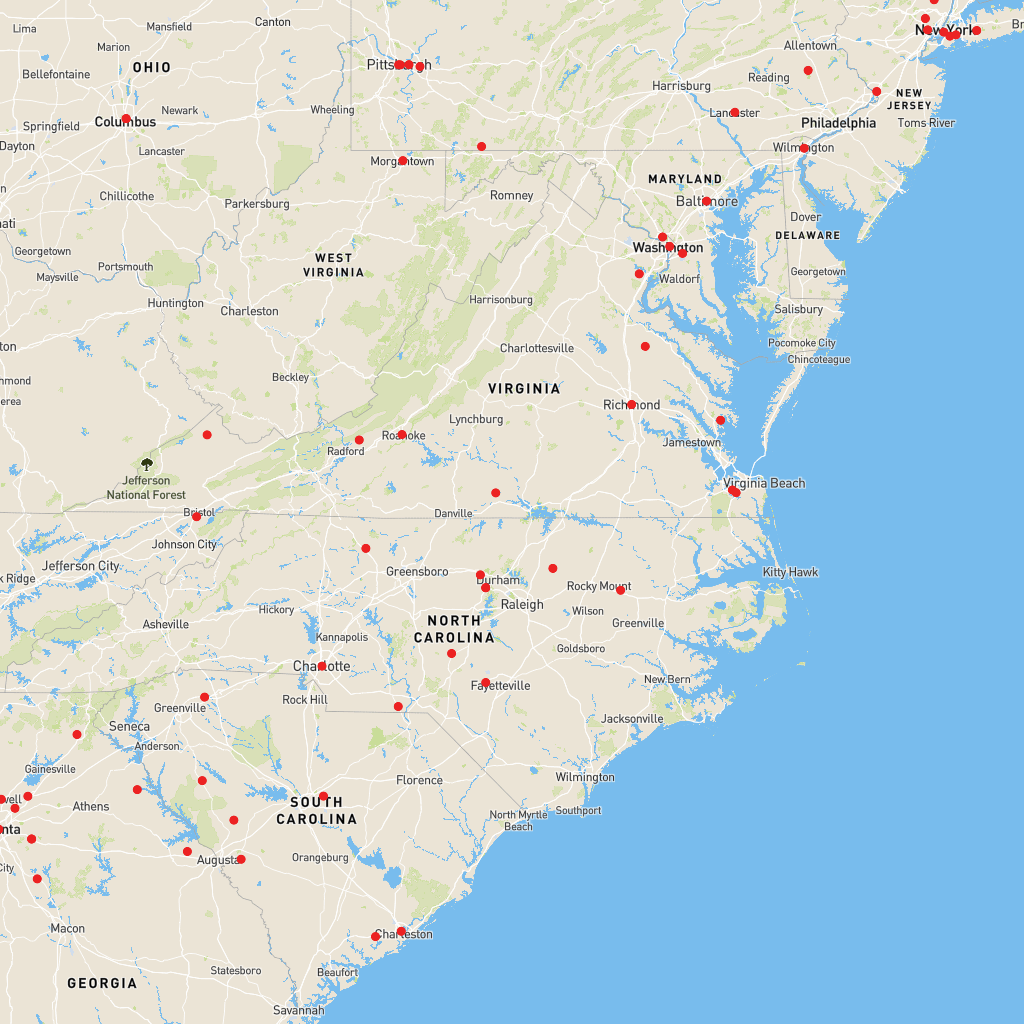 Lima
Mansfield
Canton
Br
New York
Marion
OHIO
Pittsburgh
Allentown
Bellefontaine
Reading
Harrisburg
NEW
JERSEY
Newark
Wheeling
Lancaster
Columbus
Springfield
Philadelphia
Toms River
Dayton
Lancaster
Morgantown
Wilmington
MARYLAND
n
Chillicothe
Parkersburg
Romney
Baltimore
ati
Dover
DELAWARE
Georgetown
Washington
WEST
VIRGINIA
Portsmouth
Maysville
Waldorf
Georgetown
Huntington
Charleston
Harrisonburg
Salisbury
ton
Charlottesville
Pocomoke City
Chincoteague
hmond
Beckley
VIRGINIA
erea
Richmond
Lynchburg
Roanoke
Radford
Jamestown
Jefferson
National Forest
Virginia Beach
Bristol
Danville
Johnson City
Jefferson City
k Ridge
Greensboro
Durham
Rocky Mount
Kitty Hawk
Hickory
Raleigh
Wilson
Asheville
NORTH
CAROLINA
Greenville
Kannapolis
Goldsboro
Charlotte
New Bern
Fayetteville
Rock Hill
Greenville
Jacksonville
Seneca
Anderson
Gainesville
Florence
Wilmington
well
Athens
SOUTH
CAROLINA
North Myrtle
Beach
Southport
nta
Augusta
Orangeburg
City
Macon
Charleston
Statesboro
Beaufort
GEORGIA
Savannah